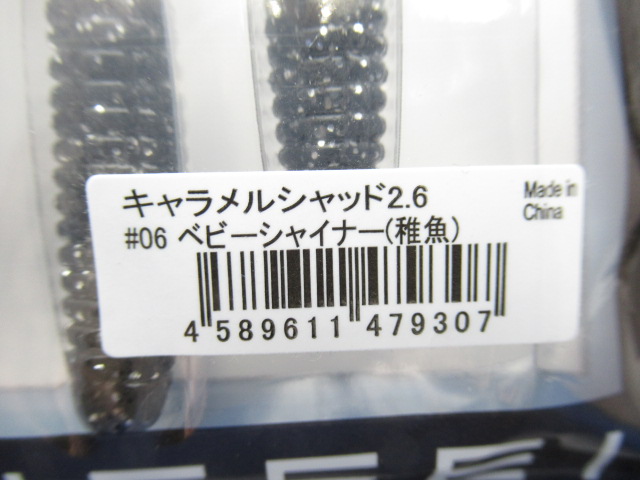 キャラメルシャッド2.6
Made in
China
#06 ベビーシャイナー(稚魚)
4 589611 479307